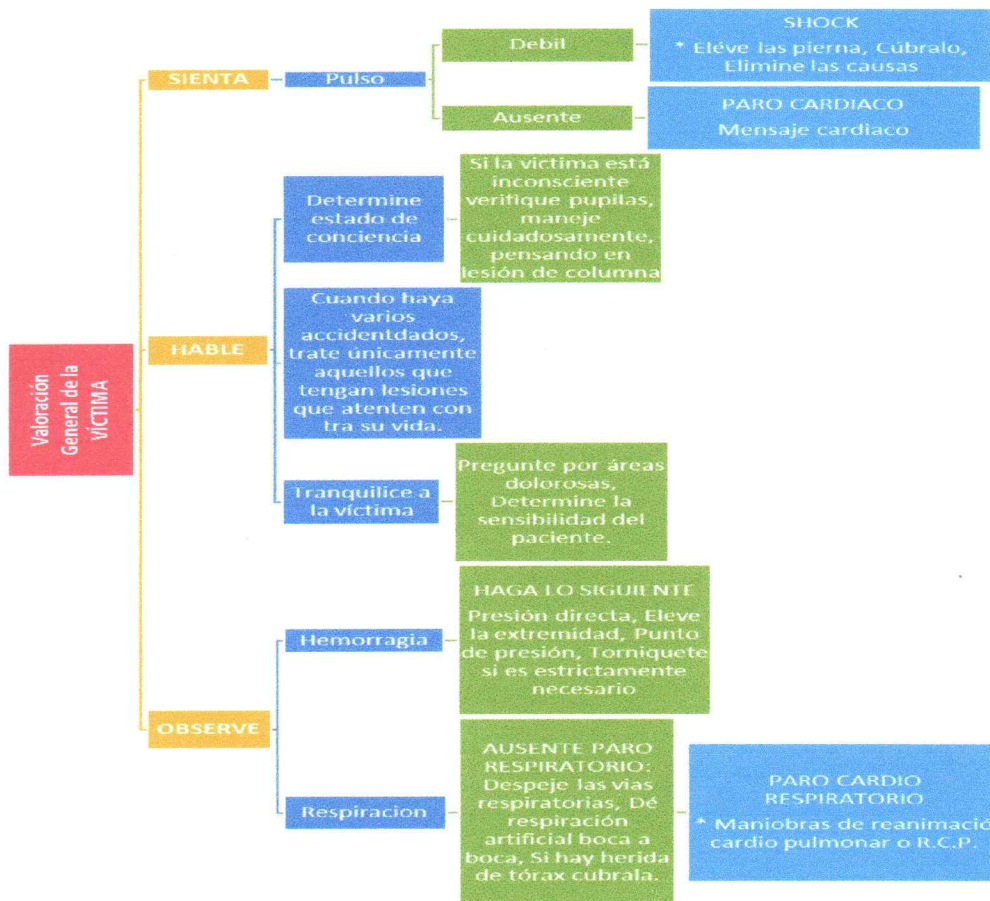 Valoración
General de la
VÍCTIMA
SIENTA
Pulso
Debil
SHOCK
* Eléve las pierna, Cúbralo,
Elimine las causas
Ausente
PARO CARDIACO
Mensaje cardiaco
HABLE
Determine
estado de
conciencia
Si la victima está
inconsciente
verifique pupilas,
maneje
cuidadosamente,
pensando en
lesión de columna
Cuando haya
varios
accidentdados,
trate únicamente
aquellos que
tengan lesiones
que atenten con
tra su vida.
Tranquilice a
la víctima
Pregunte por áreas
dolorosas,
Determine la
sensibilidad del
paciente.
OBSERVE
Hemorragia
HAGA LO SIGUIENTE
Presión directa, Eleve
la extremidad, Punto
de presión, Torniquete
si es estrictamente
necesario
Respiracion
AUSENTE PARO
RESPIRATORIO:
Despeje las vias
respiratorias, Dé
respiración
artificial boca a
boca, Si hay herida
de tórax cubrala.
PARO CARDIO
RESPIRATORIO
* Maniobras de reanimació
cardio pulmonar o R.C.P.